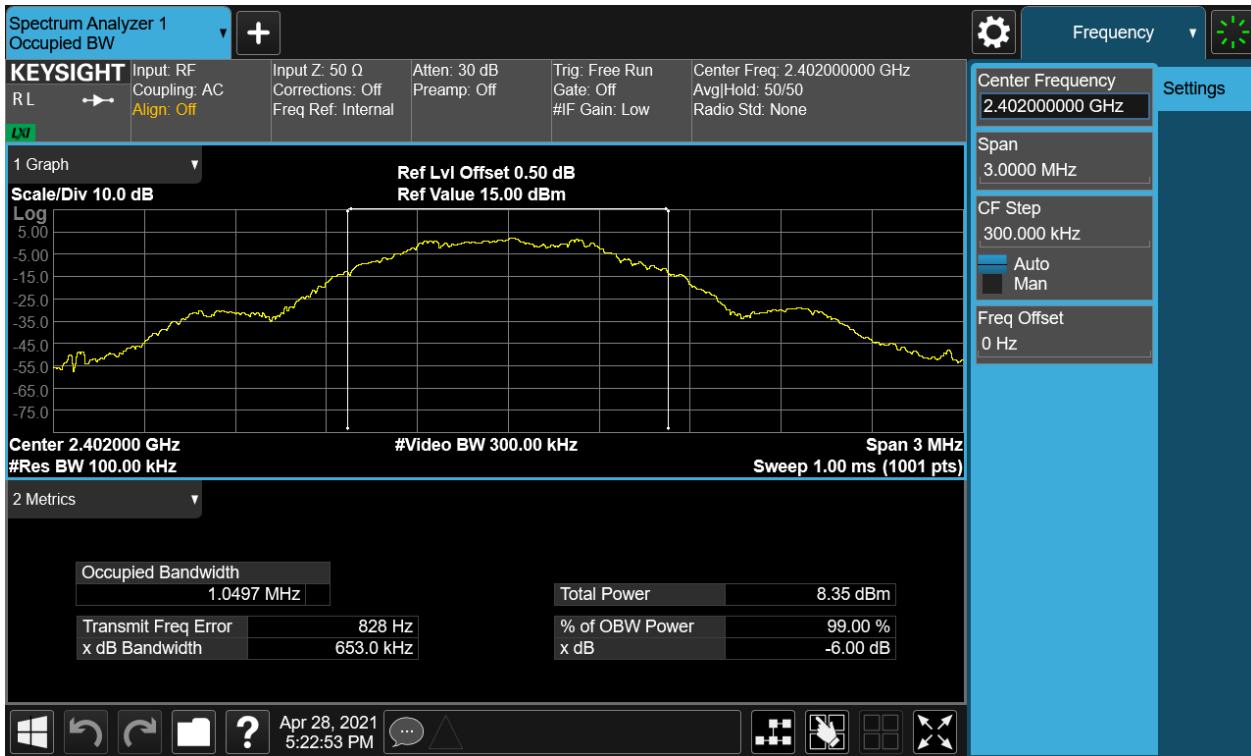 Spectrum Analyzer 1
Occupied BW
Frequency
KEYSIGHT
R L
LXI
Input: RF
Coupling: AC
Align: Off
Input Z: 50 Ω
Corrections: Off
Freq Ref: Internal
Atten: 30 dB
Preamp: Off
Trig: Free Run
Gate: Off
#IF Gain: Low
Center Freq: 2.402000000 GHz
Avg|Hold: 50/50
Radio Std: None
Center Frequency
2.402000000 GHz
Settings
Span
3.0000 MHz
CF Step
300.000 kHz
Auto
Man
Freq Offset
0 Hz
1 Graph
Scale/Div 10.0 dB
Ref Lvl Offset 0.50 dB
Ref Value 15.00 dBm
Log
5.00
-5.00
-15.0
-25.0
-35.0
-45.0
-55.0
-65.0
-75.0
Center 2.402000 GHz
#Video BW 300.00 kHz
Span 3 MHz
#Res BW 100.00 kHz
Sweep 1.00 ms (1001 pts)
2 Metrics
Occupied Bandwidth
1.0497 MHz
Total Power 8.35 dBm
Transmit Freq Error 828 Hz
% of OBW Power 99.00 %
x dB Bandwidth 653.0 kHz
x dB -6.00 dB
?
Apr 28, 2021
5:22:53 PM